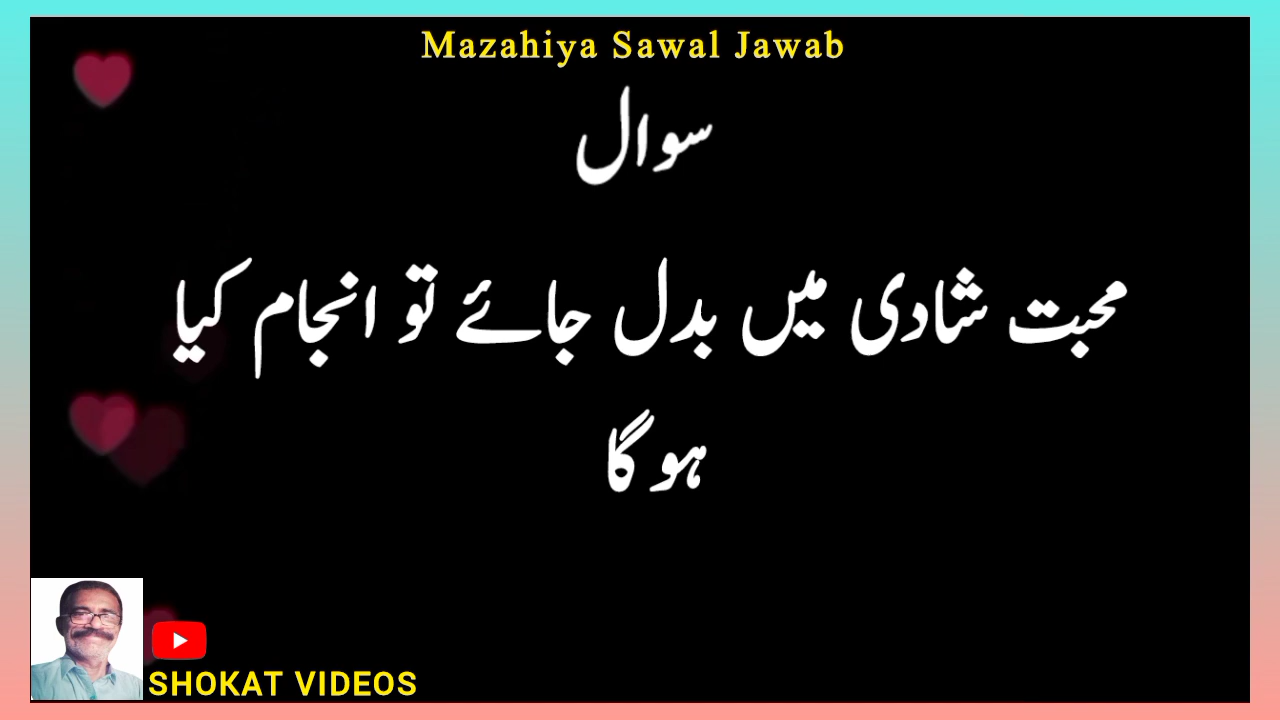 Mazahiya Sawal Jawab
سوال
محبت شادی میں بدل جائے تو انجام کیا
ہو گا
SHOKAT VIDEOS